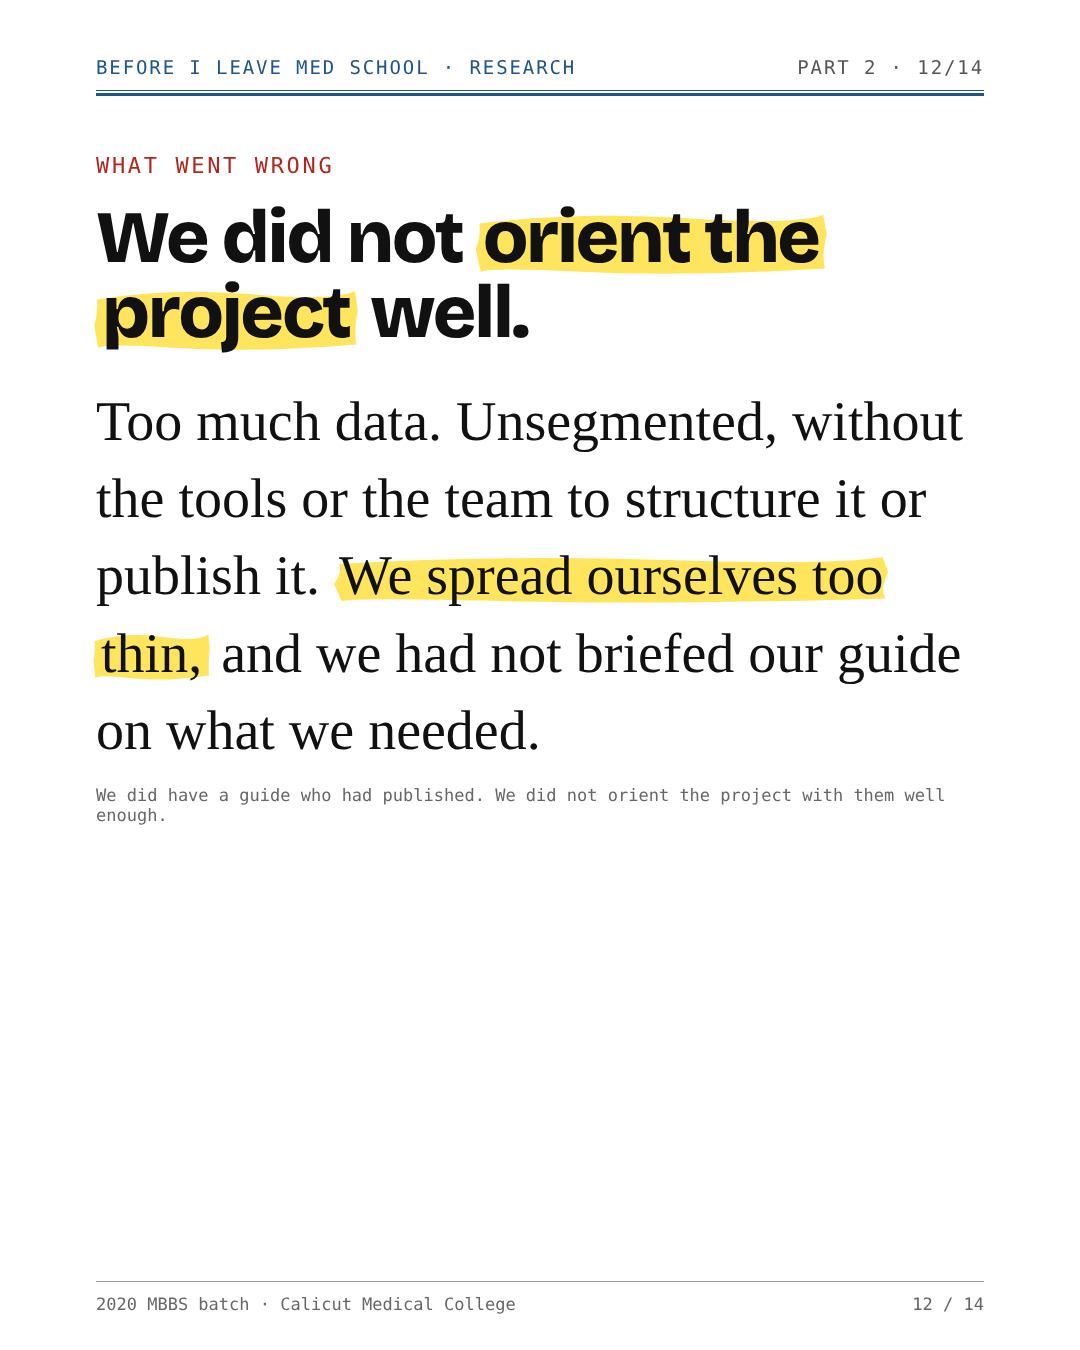 BEFORE I LEAVE MED SCHOOL · RESEARCH
PART 2 · 12/14
WHAT WENT WRONG
We did not orient the
project well.
Too much data. Unsegmented, without
the tools or the team to structure it or
publish it. We spread ourselves too
thin, and we had not briefed our guide
on what we needed.
We did have a guide who had published. We did not orient the project with them well
enough.
2020 MBBS batch · Calicut Medical College
12 / 14